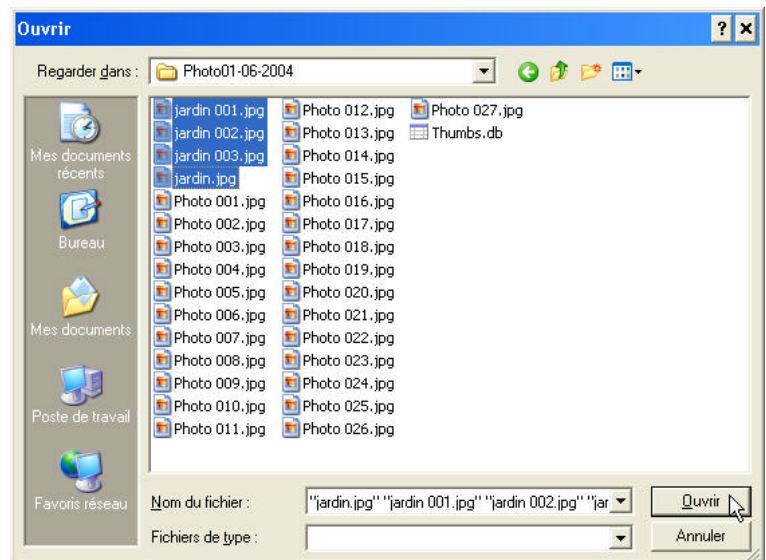 Ouvrir
Regarder dans :
Photo01-06-2004
Mes documents
récents
Bureau
Mes documents
Poste de travail
Favoris réseau
jardin 001.jpg
jardin 002.jpg
jardin 003.jpg
jardin.jpg
Photo 001.jpg
Photo 002.jpg
Photo 003.jpg
Photo 004.jpg
Photo 005.jpg
Photo 006.jpg
Photo 007.jpg
Photo 008.jpg
Photo 009.jpg
Photo 010.jpg
Photo 011.jpg
Photo 012.jpg
Photo 013.jpg
Photo 014.jpg
Photo 015.jpg
Photo 016.jpg
Photo 017.jpg
Photo 018.jpg
Photo 019.jpg
Photo 020.jpg
Photo 021.jpg
Photo 022.jpg
Photo 023.jpg
Photo 024.jpg
Photo 025.jpg
Photo 026.jpg
Photo 027.jpg
Thumbs.db
Nom du fichier :
"jardin.jpg" "jardin 001.jpg" "jardin 002.jpg" "jar
Ouvrir
Fichiers de type :
Annuler